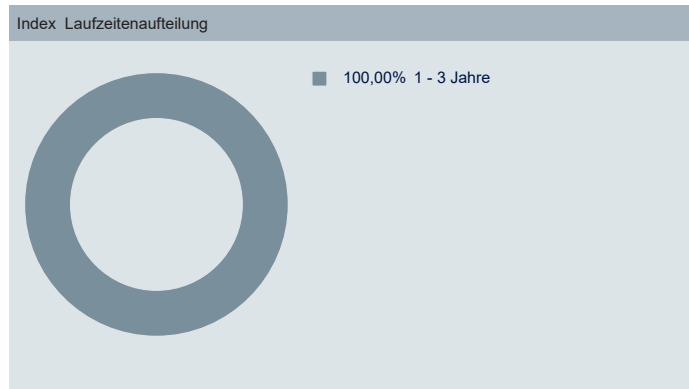 Index Laufzeitenaufteilung
100,00% 1 - 3 Jahre